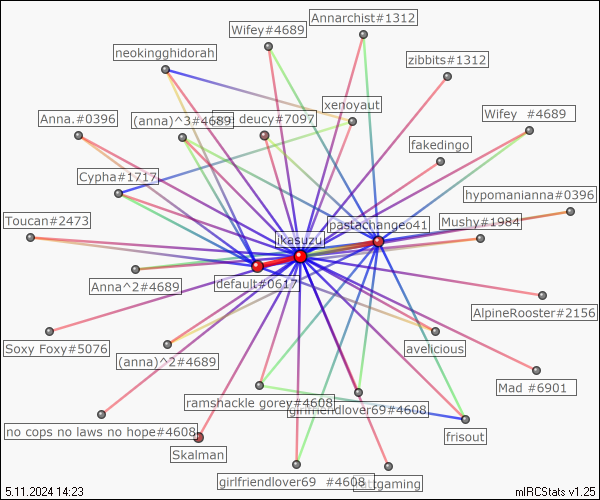 Annarchist#1312
Wifey#4689
neokingghidorah
zibbits#1312
xenoyaut
Anna.#0396
(anna)^3#4689
deucy#7097
Wifey  #4689
fakedingo
Cypha#1717
hypomanianna#0396
Toucan#2473
pastachangeo41
Mushy#1984
lkasuzu
Anna^2#4689
default#0617
AlpineRooster#2156
Soxy Foxy#5076
(anna)^2#4689
avelicious
Mad #6901
ramshackle gorey#4608
girlfriendlover69#4608
no cops no laws no hope#4608
frisout
Skalman
girlfriendlover69  #4608
5.11.2024 14:23
mIRCStats v1.25